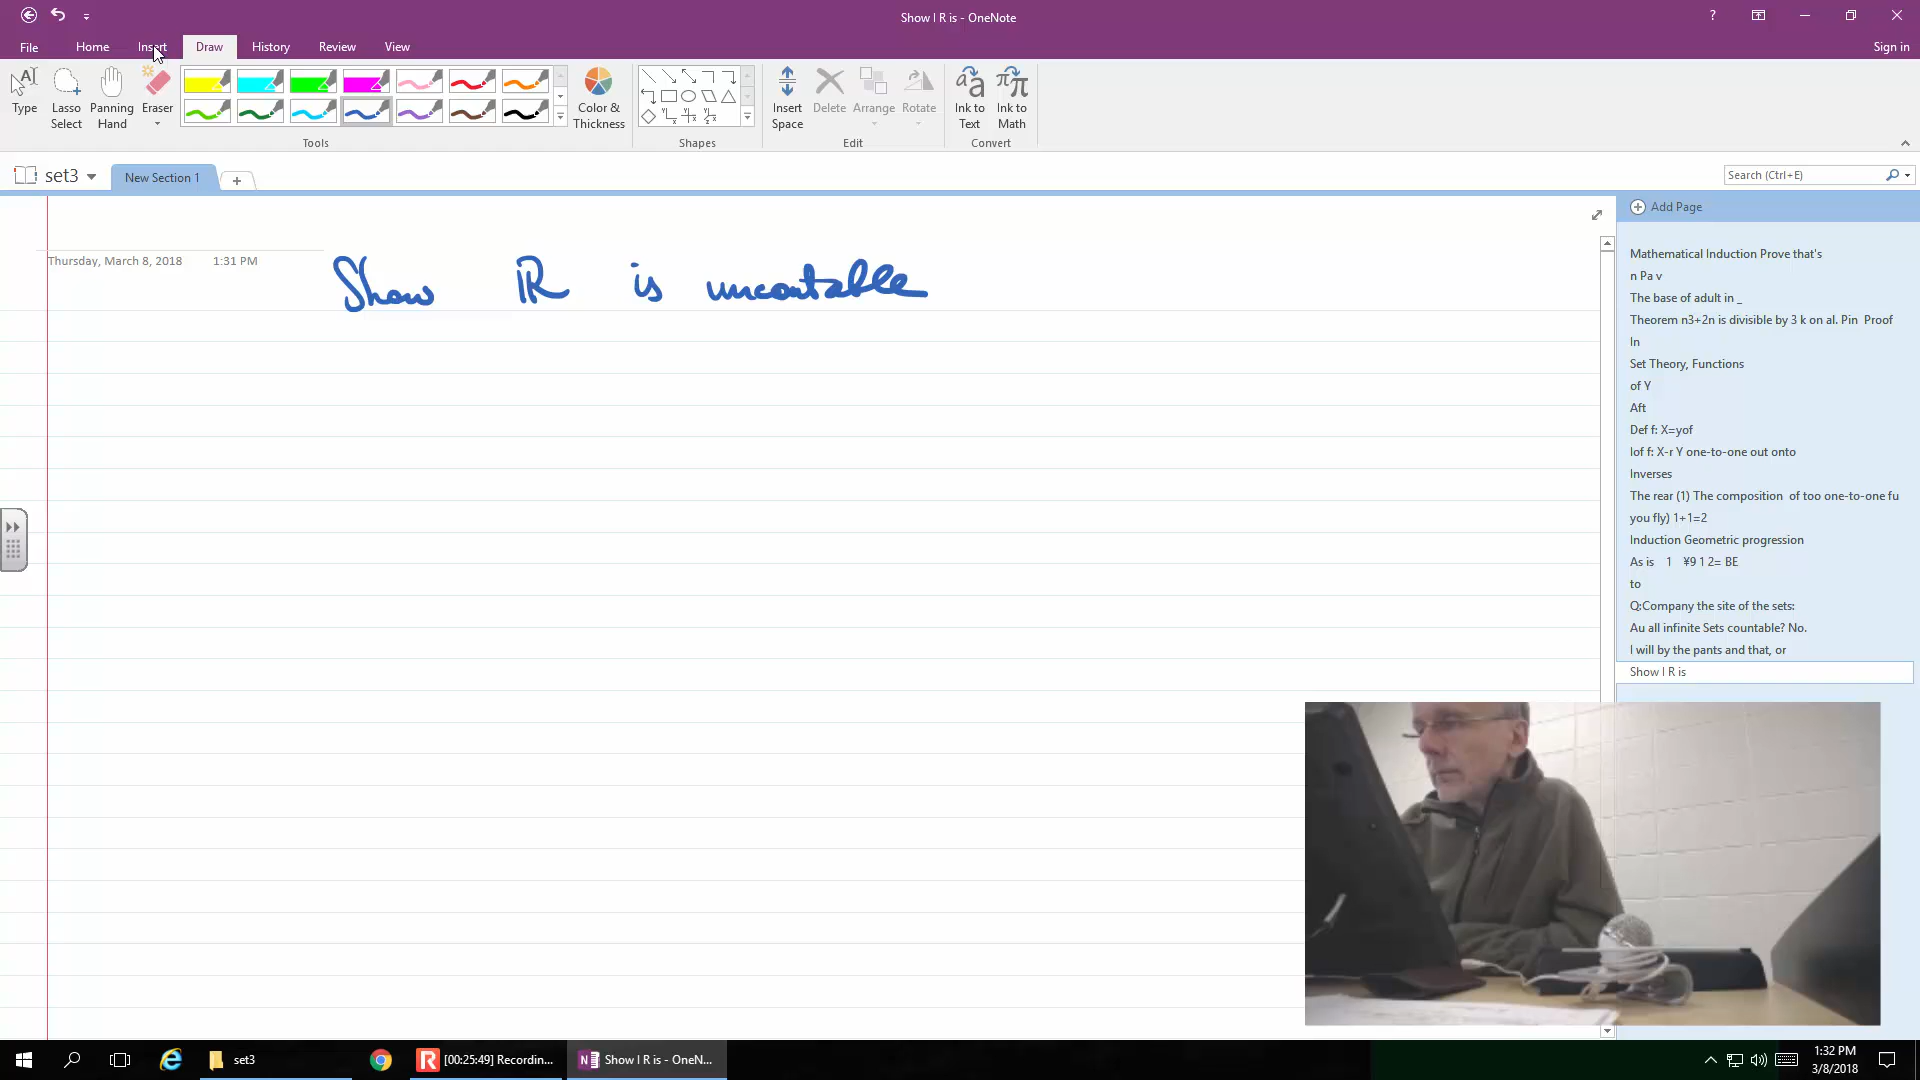 Show I R is - OneNote
File Home Insert Draw History Review View Sign in
Type Lasso Select Panning Hand Eraser Color & Thickness Insert Space Delete Arrange Rotate Ink to Text Ink to Math
Tools Shapes Edit Convert
set3 New Section 1 Search (Ctrl+E)
Add Page
Thursday, March 8, 2018 1:31 PM
Show ℝ is uncountable
Mathematical Induction Prove that's
n Pa v
The base of adult in _
Theorem n3+2n is divisible by 3 k on al. Pin Proof
In
Set Theory, Functions
of Y
Aft
Def f: X=yof
Iof f: X-r Y one-to-one out onto
Inverses
The rear (1) The composition of too one-to-one fu
you fly) 1+1=2
Induction Geometric progression
As is 1 ¥9 1 2= BE
to
Q:Company the site of the sets:
Au all infinite Sets countable? No.
I will by the pants and that, or
Show I R is
set3 [00:25:49] Recordin... Show I R is - OneN...
1:32 PM
3/8/2018